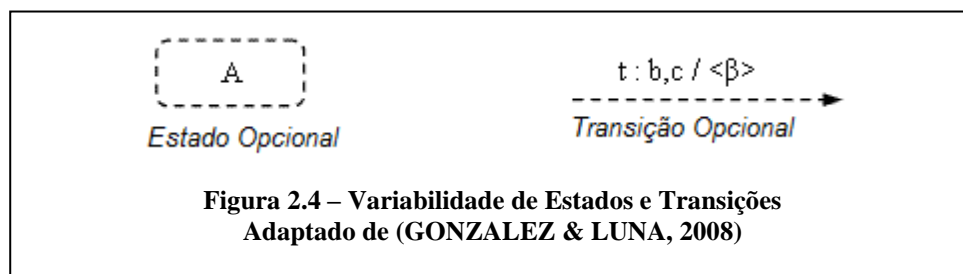 A
t : b,c / <β>
Estado Opcional
Transição Opcional
Figura 2.4 – Variabilidade de Estados e Transições
Adaptado de (GONZALEZ & LUNA, 2008)